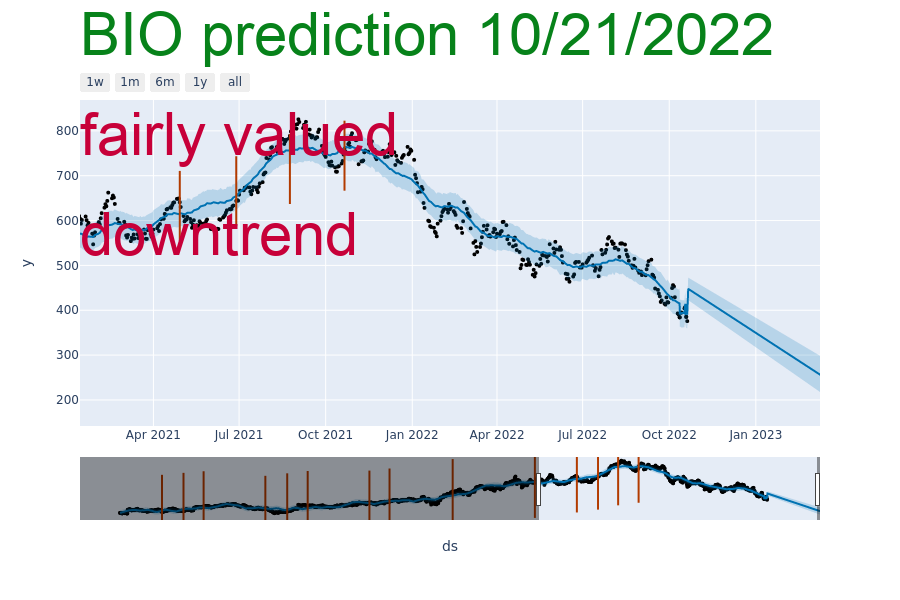 BIO prediction 10/21/2022
1w 1m 6m 1y all
fairly valued
downtrend
800
700
600
500
400
300
200
y
Apr 2021 Jul 2021 Oct 2021 Jan 2022 Apr 2022 Jul 2022 Oct 2022 Jan 2023
ds